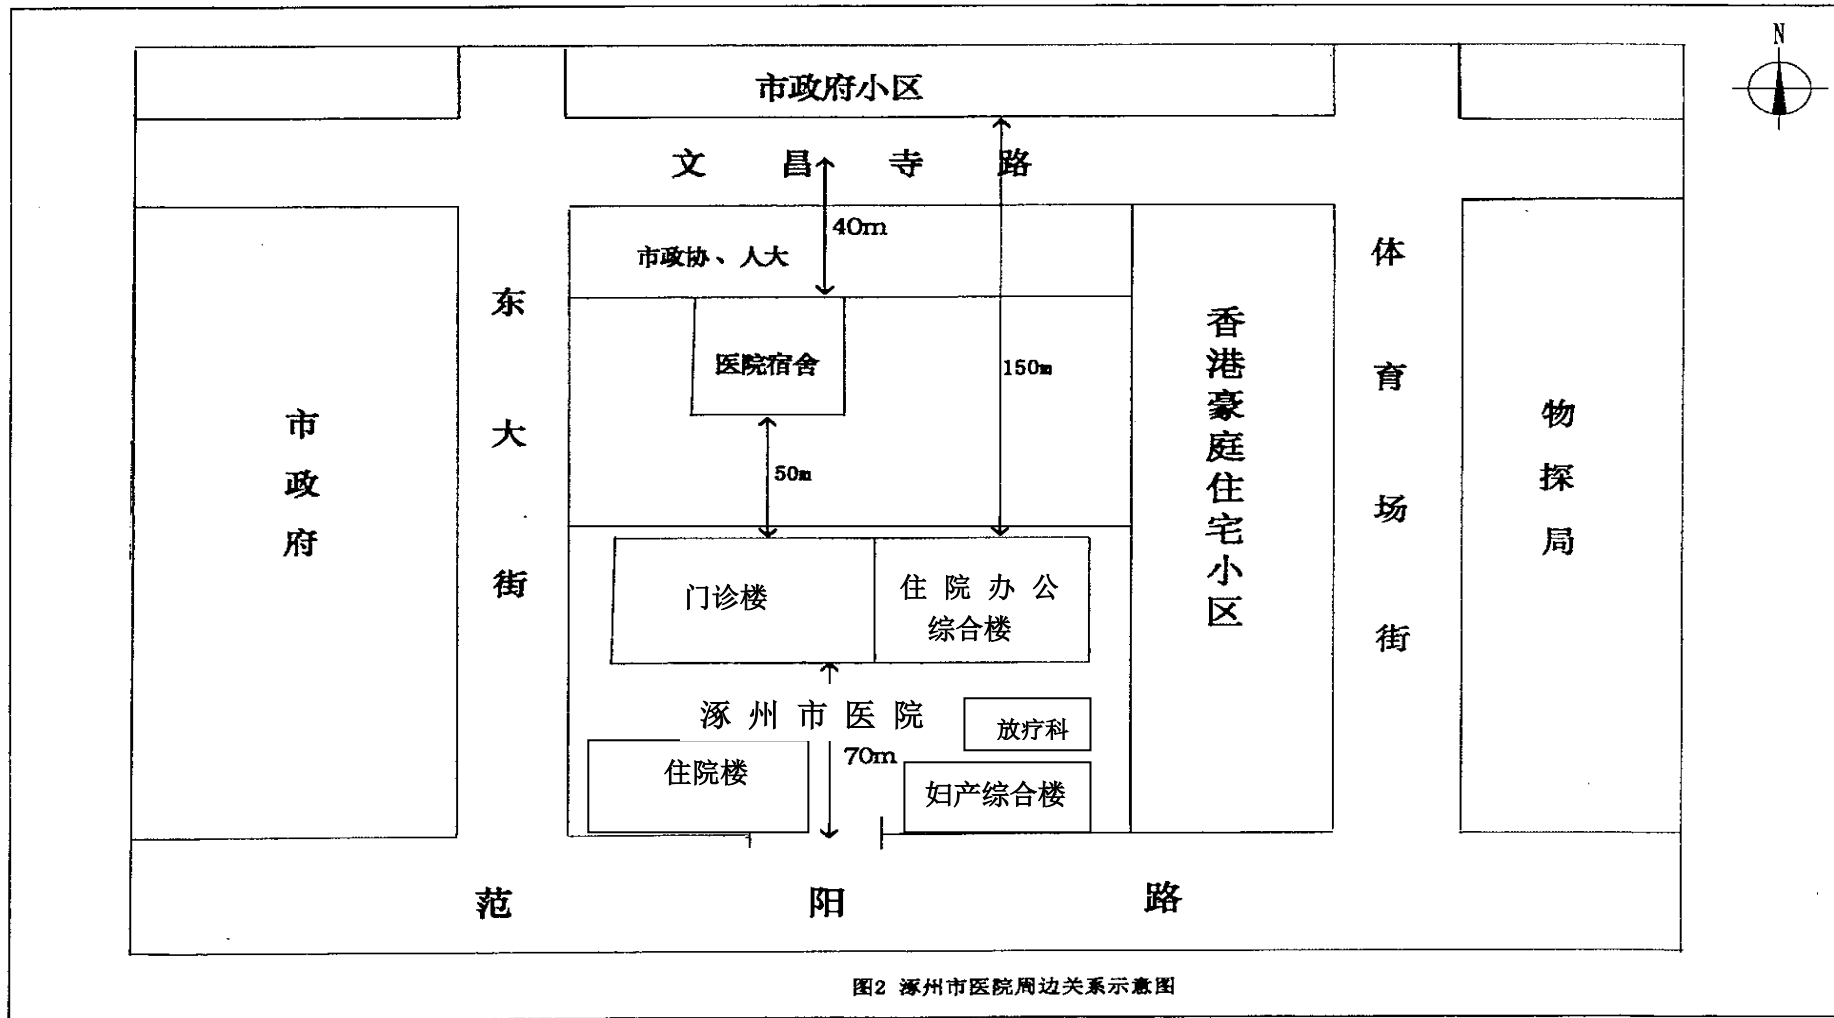 N
市政府小区
文昌寺路
40m
市政协、人大
东大街
体育场街
香港豪庭住宅小区
医院宿舍
150m
市政府
物探局
50m
门诊楼
住院办公
综合楼
涿州市医院
放疗科
70m
住院楼
妇产综合楼
范阳路
图2 涿州市医院周边关系示意图